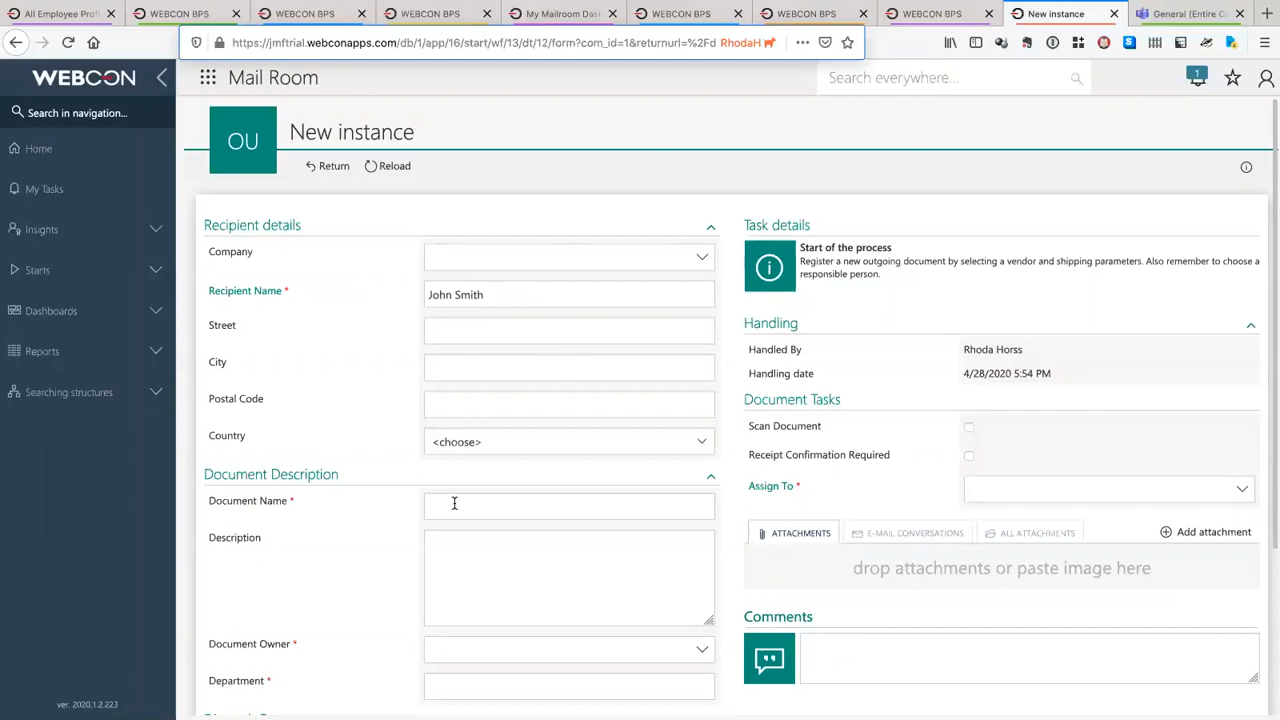 All Employee Profi
WEBCON BPS
WEBCON BPS
WEBCON BPS
My Mailroom Das
WEBCON BPS
WEBCON BPS
WEBCON BPS
New instance
General (Entire C
https://jmftrial.webconapps.com/db/1/app/16/start/wf/13/dt/12/form?com_id=1&returnurl=%2Fd
RhodaH
WEBCON
Mail Room
Search everywhere...
1
Search in navigation...
Home
My Tasks
Insights
Starts
Dashboards
Reports
Searching structures
ver. 2020.1.2.223
OU
New instance
Return
Reload
Recipient details
Company
Recipient Name *
John Smith
Street
City
Postal Code
Country
<choose>
Document Description
Document Name *
Description
Document Owner *
Department *
Task details
Start of the process
Register a new outgoing document by selecting a vendor and shipping parameters. Also remember to choose a
responsible person.
Handling
Handled By
Rhoda Horss
Handling date
4/28/2020 5:54 PM
Document Tasks
Scan Document
Receipt Confirmation Required
Assign To *
ATTACHMENTS
E-MAIL CONVERSATIONS
ALL ATTACHMENTS
Add attachment
drop attachments or paste image here
Comments